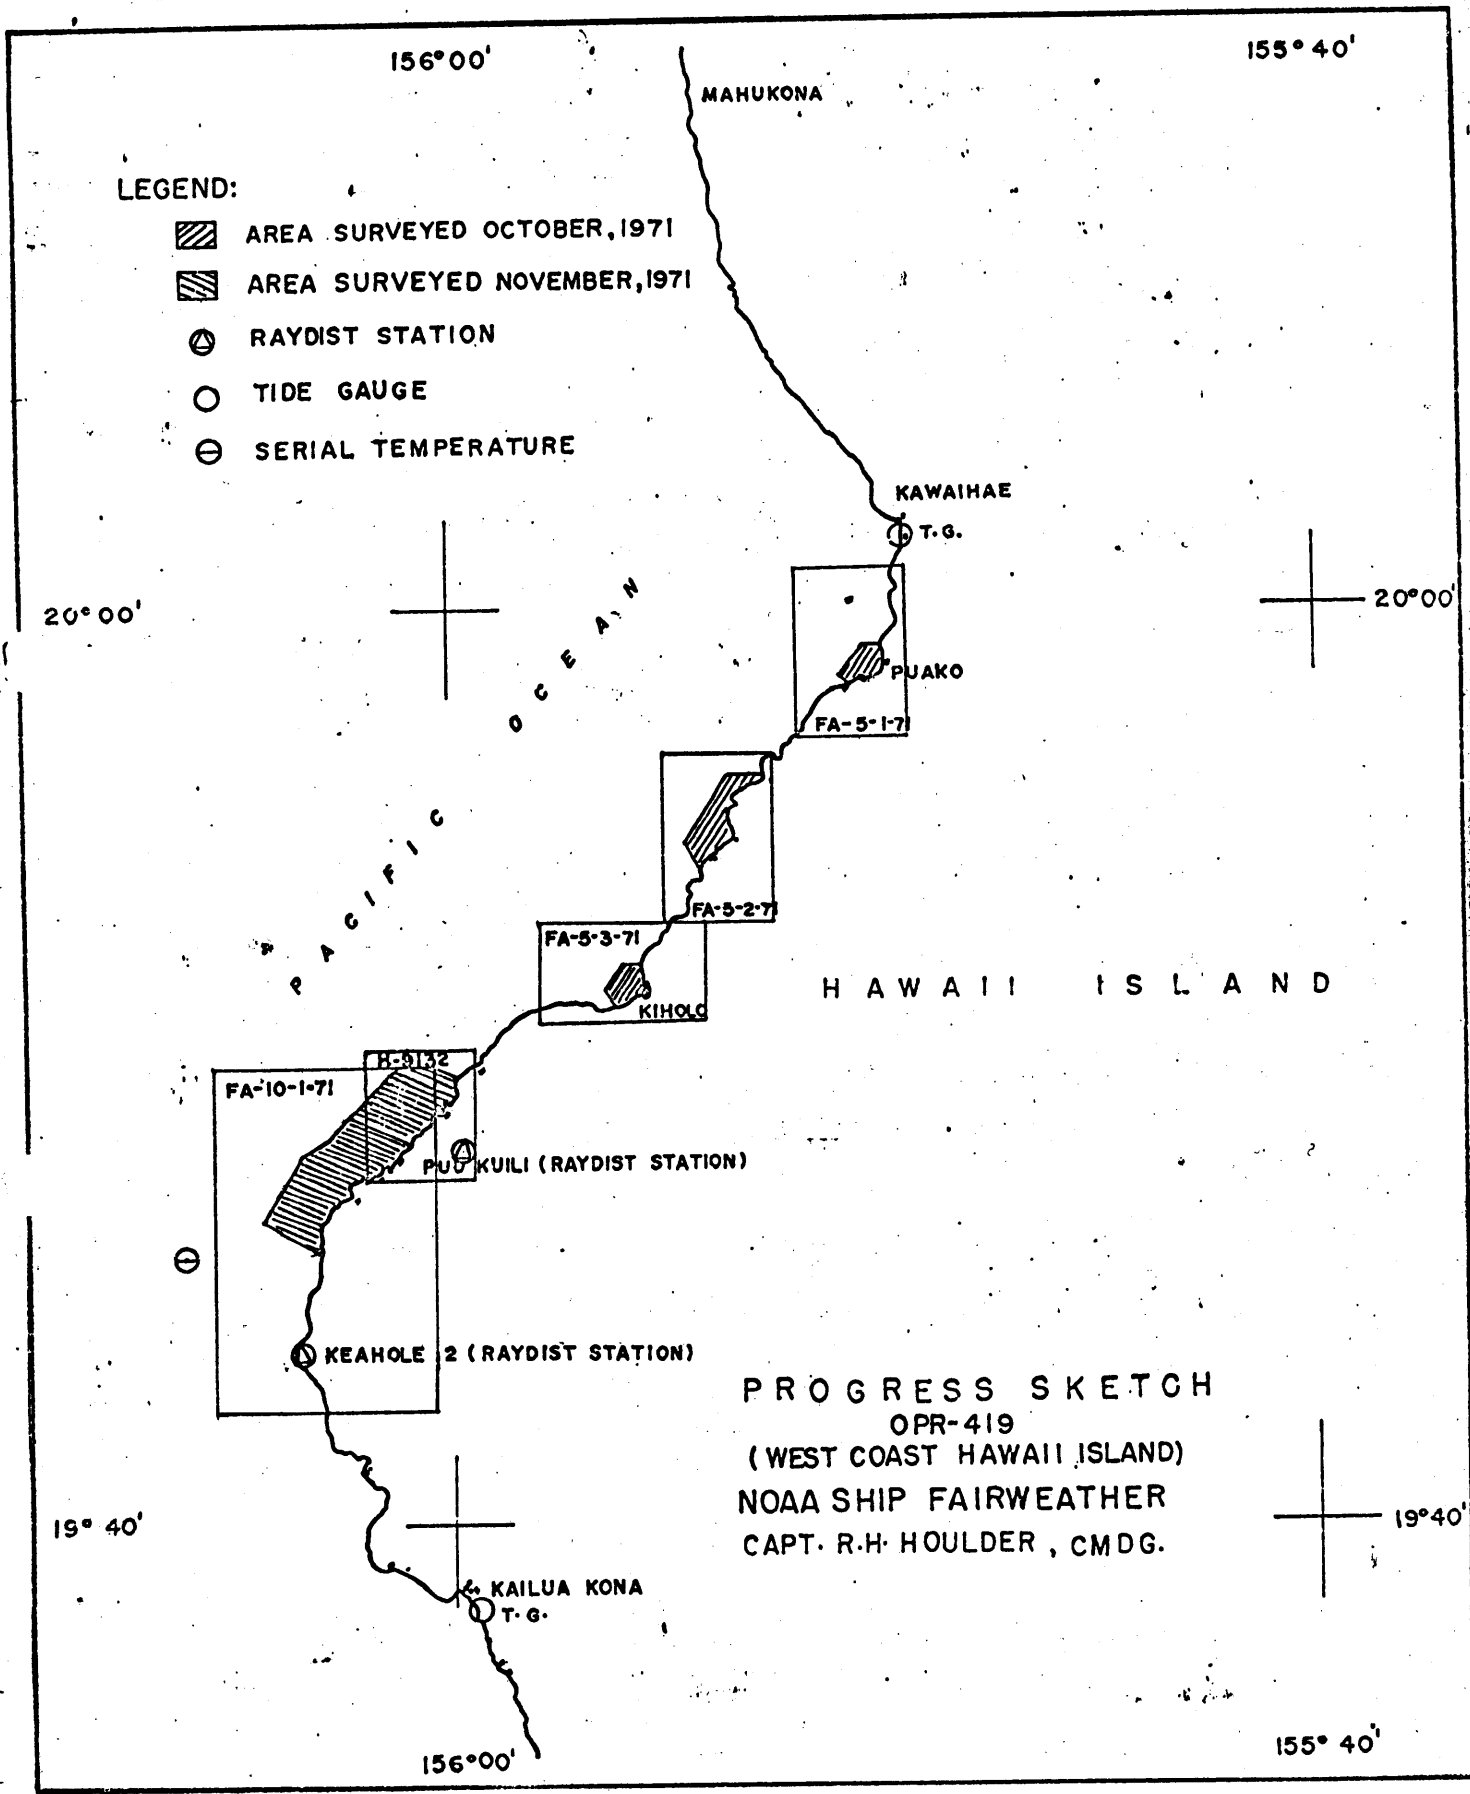 156°00'
155°40'
MAHUKONA
LEGEND:
AREA SURVEYED OCTOBER, 1971
AREA SURVEYED NOVEMBER, 1971
RAYDIST STATION
TIDE GAUGE
SERIAL TEMPERATURE
KAWAIHAE
T.G.
20°00'
20°00'
PACIFIC OCEAN
PUAKO
FA-5-1-71
FA-5-2-71
FA-5-3-71
KIHOLO
HAWAII ISLAND
H-9132
FA-10-1-71
PUU KUILI (RAYDIST STATION)
KEAHOLE 2 (RAYDIST STATION)
PROGRESS SKETCH
OPR-419
(WEST COAST HAWAII ISLAND)
NOAA SHIP FAIRWEATHER
CAPT. R.H. HOULDER, CMDG.
19°40'
19°40'
KAILUA KONA
T.G.
156°00'
155°40'